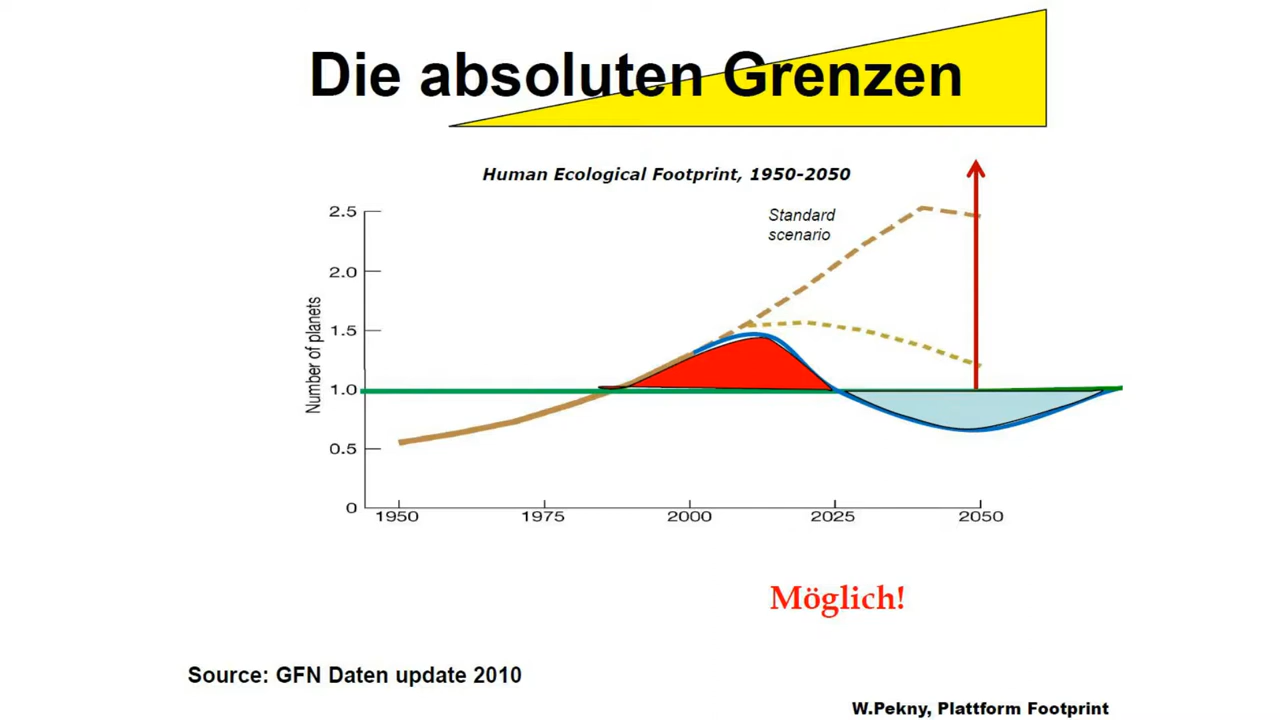 Die absoluten Grenzen
Human Ecological Footprint, 1950-2050
Standard
scenario
Number of planets
2.5
2.0
1.5
1.0
0.5
0
1950 1975 2000 2025 2050
Möglich!
Source: GFN Daten update 2010
W.Pekny, Plattform Footprint